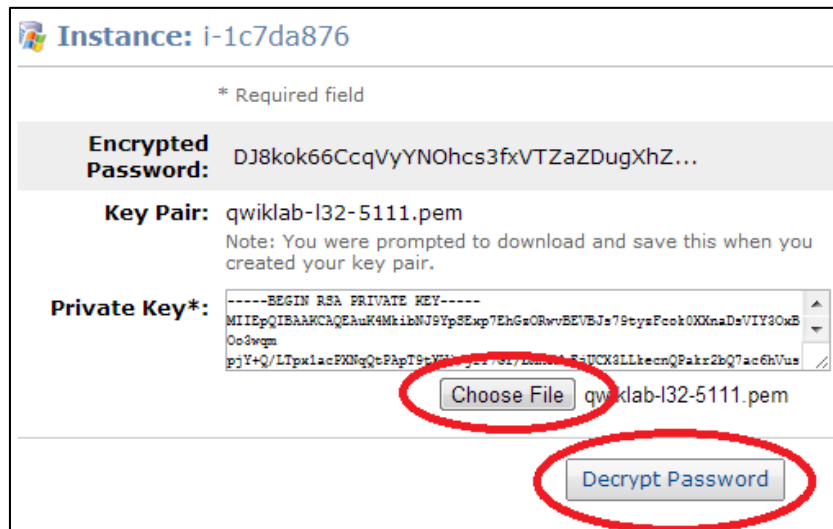 Instance: i-1c7da876
* Required field
Encrypted
Password:
DJ8kok66CcqVyYNOhcs3fxVTZaZDugXhZ...
Key Pair: qwiklab-l32-5111.pem
Note: You were prompted to download and save this when you
created your key pair.
Private Key*:
-----BEGIN RSA PRIVATE KEY-----
Oo3wqm
Choose File qwiklab-l32-5111.pem
Decrypt Password